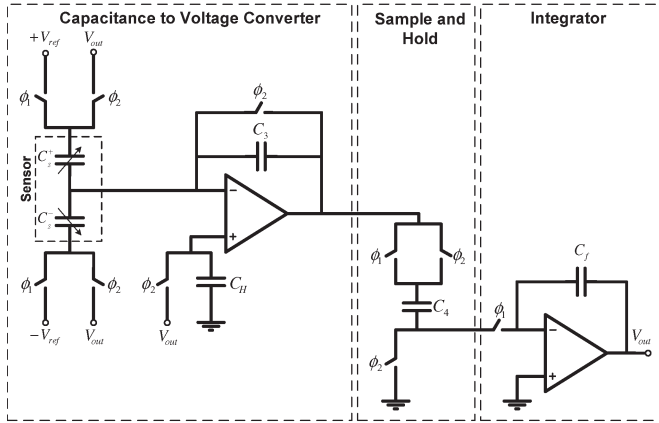 Capacitance to Voltage Converter
Sample and Hold
Integrator
+V_ref
V_out
ϕ1
ϕ2
Sensor
C_s^+
C_s^-
ϕ1
ϕ2
−V_ref
V_out
ϕ2
C_3
−
+
ϕ2
C_H
V_out
ϕ1
ϕ2
C_4
ϕ2
ϕ1
C_f
−
+
V_out